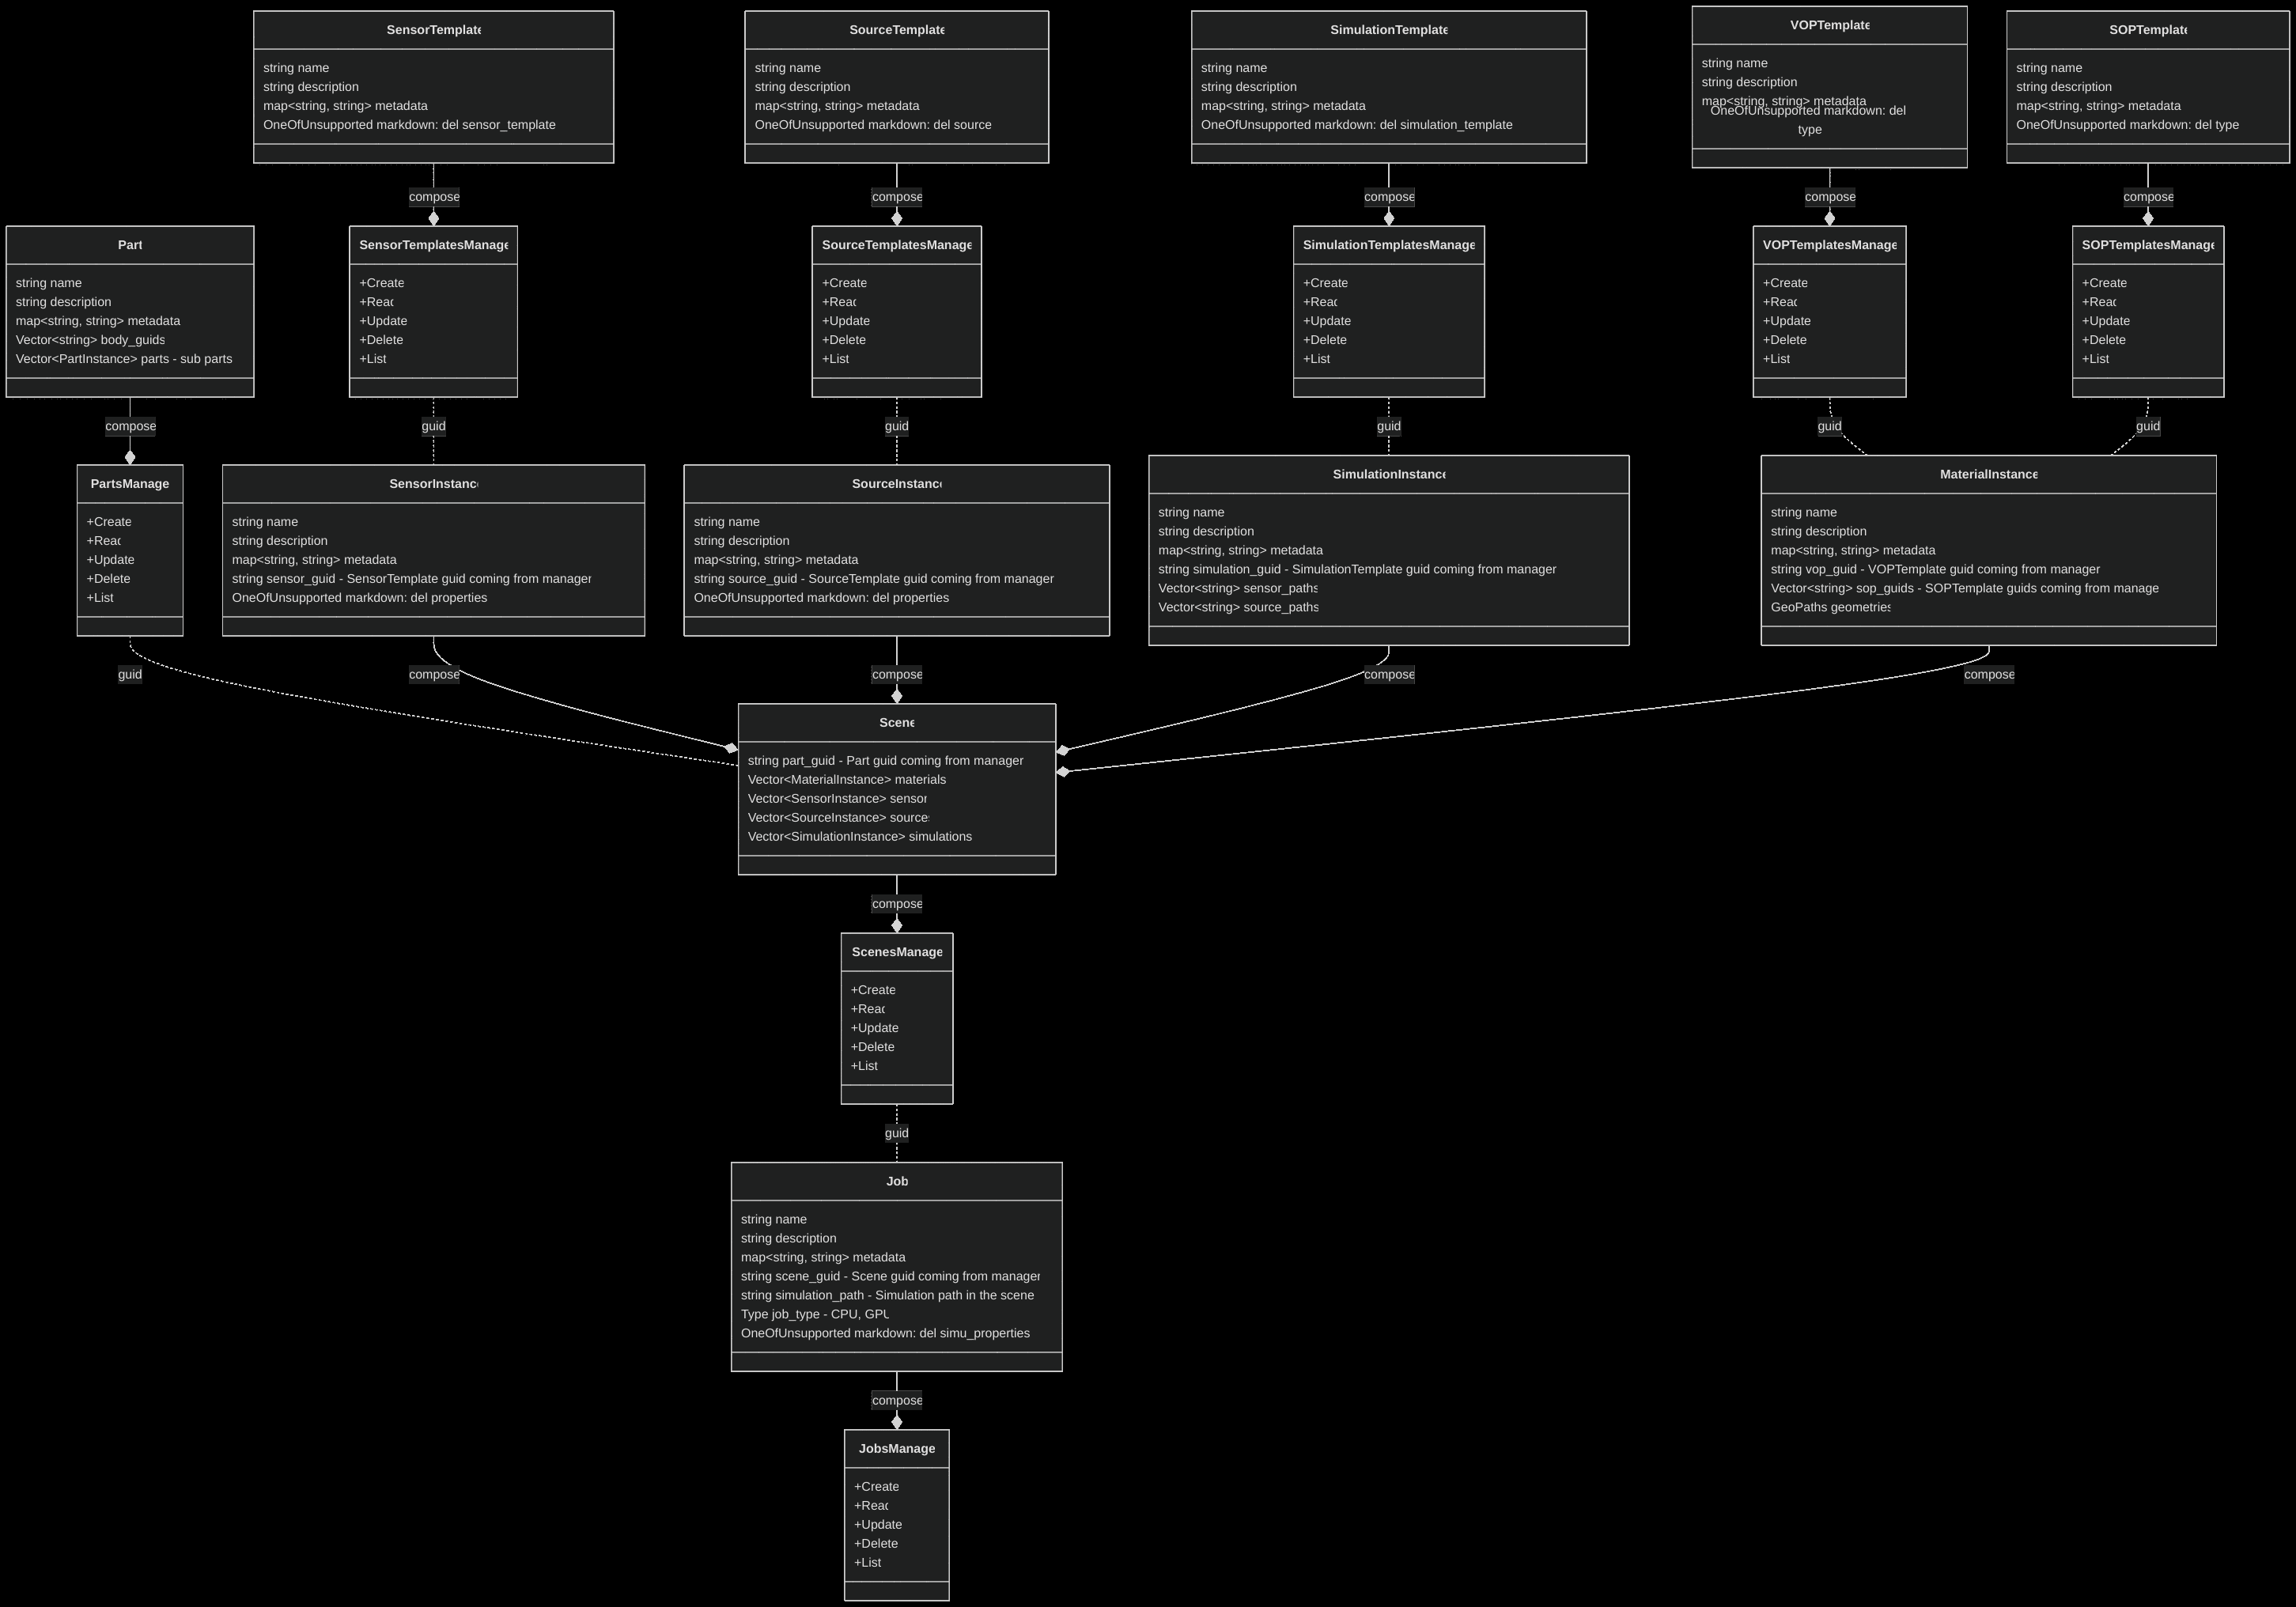 SensorTemplate
string name
string description
map<string, string> metadata
OneOfUnsupported markdown: del sensor_template
SourceTemplate
string name
string description
map<string, string> metadata
OneOfUnsupported markdown: del source
SimulationTemplate
string name
string description
map<string, string> metadata
OneOfUnsupported markdown: del simulation_template
VOPTemplate
string name
string description
map<string, string> metadata
OneOfUnsupported markdown: del
type
SOPTemplate
string name
string description
map<string, string> metadata
OneOfUnsupported markdown: del type
compose
compose
compose
compose
compose
Part
string name
string description
map<string, string> metadata
Vector<string> body_guids
Vector<PartInstance> parts - sub parts
SensorTemplatesManage
+Create
+Read
+Update
+Delete
+List
SourceTemplatesManage
+Create
+Read
+Update
+Delete
+List
SimulationTemplatesManage
+Create
+Read
+Update
+Delete
+List
VOPTemplatesManage
+Create
+Read
+Update
+Delete
+List
SOPTemplatesManage
+Create
+Read
+Update
+Delete
+List
compose
guid
guid
guid
guid
guid
PartsManage
+Create
+Read
+Update
+Delete
+List
SensorInstance
string name
string description
map<string, string> metadata
string sensor_guid - SensorTemplate guid coming from manager
OneOfUnsupported markdown: del properties
SourceInstance
string name
string description
map<string, string> metadata
string source_guid - SourceTemplate guid coming from manager
OneOfUnsupported markdown: del properties
SimulationInstance
string name
string description
map<string, string> metadata
string simulation_guid - SimulationTemplate guid coming from manager
Vector<string> sensor_paths
Vector<string> source_paths
MaterialInstance
string name
string description
map<string, string> metadata
string vop_guid - VOPTemplate guid coming from manager
Vector<string> sop_guids - SOPTemplate guids coming from manage
GeoPaths geometries
guid
compose
compose
compose
compose
Scene
string part_guid - Part guid coming from manager
Vector<MaterialInstance> materials
Vector<SensorInstance> sensor
Vector<SourceInstance> source
Vector<SimulationInstance> simulations
compose
ScenesManage
+Create
+Read
+Update
+Delete
+List
guid
Job
string name
string description
map<string, string> metadata
string scene_guid - Scene guid coming from manager
string simulation_path - Simulation path in the scene
Type job_type - CPU, GPU
OneOfUnsupported markdown: del simu_properties
compose
JobsManage
+Create
+Read
+Update
+Delete
+List